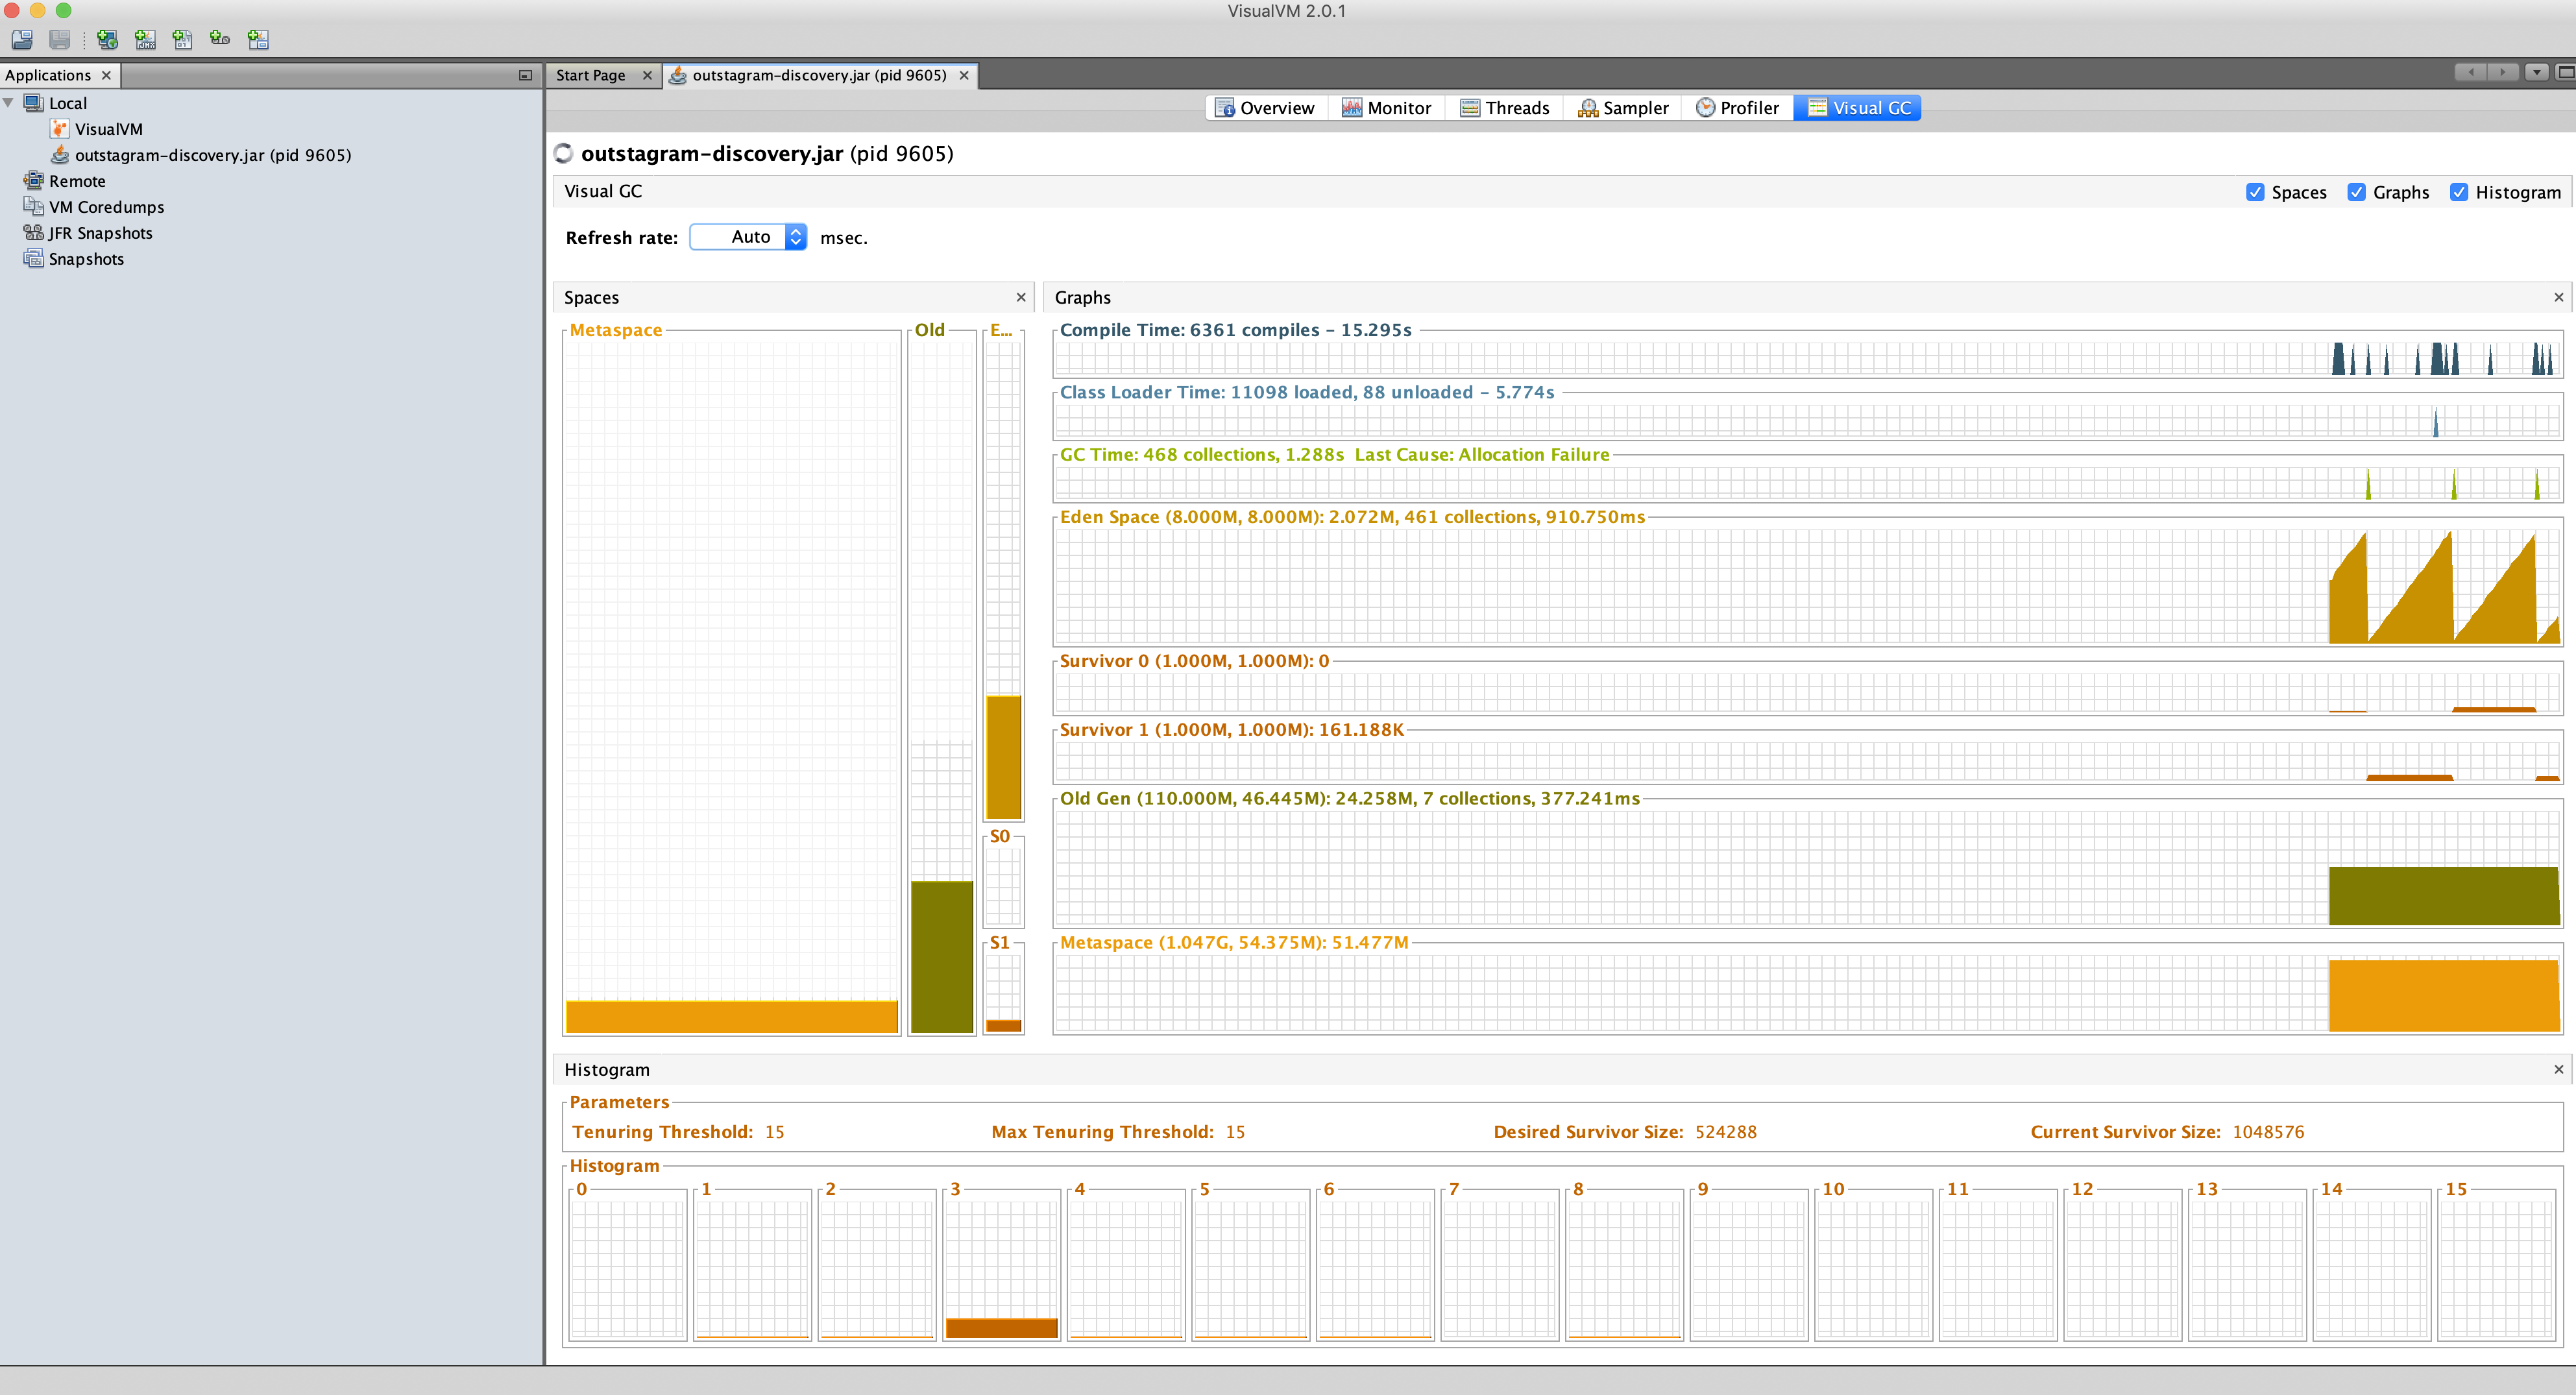 VisualVM 2.0.1
Applications
Start Page
outstagram-discovery.jar (pid 9605)
Local
VisualVM
outstagram-discovery.jar (pid 9605)
Remote
VM Coredumps
JFR Snapshots
Snapshots
Overview
Monitor
Threads
Sampler
Profiler
Visual GC
outstagram-discovery.jar (pid 9605)
Visual GC
Spaces
Graphs
Histogram
Refresh rate: Auto msec.
Spaces
Metaspace
Old
E...
S0
S1
Graphs
Compile Time: 6361 compiles - 15.295s
Class Loader Time: 11098 loaded, 88 unloaded - 5.774s
GC Time: 468 collections, 1.288s Last Cause: Allocation Failure
Eden Space (8.000M, 8.000M): 2.072M, 461 collections, 910.750ms
Survivor 0 (1.000M, 1.000M): 0
Survivor 1 (1.000M, 1.000M): 161.188K
Old Gen (110.000M, 46.445M): 24.258M, 7 collections, 377.241ms
Metaspace (1.047G, 54.375M): 51.477M
Histogram
Parameters
Tenuring Threshold: 15
Max Tenuring Threshold: 15
Desired Survivor Size: 524288
Current Survivor Size: 1048576
Histogram
0 1 2 3 4 5 6 7 8 9 10 11 12 13 14 15